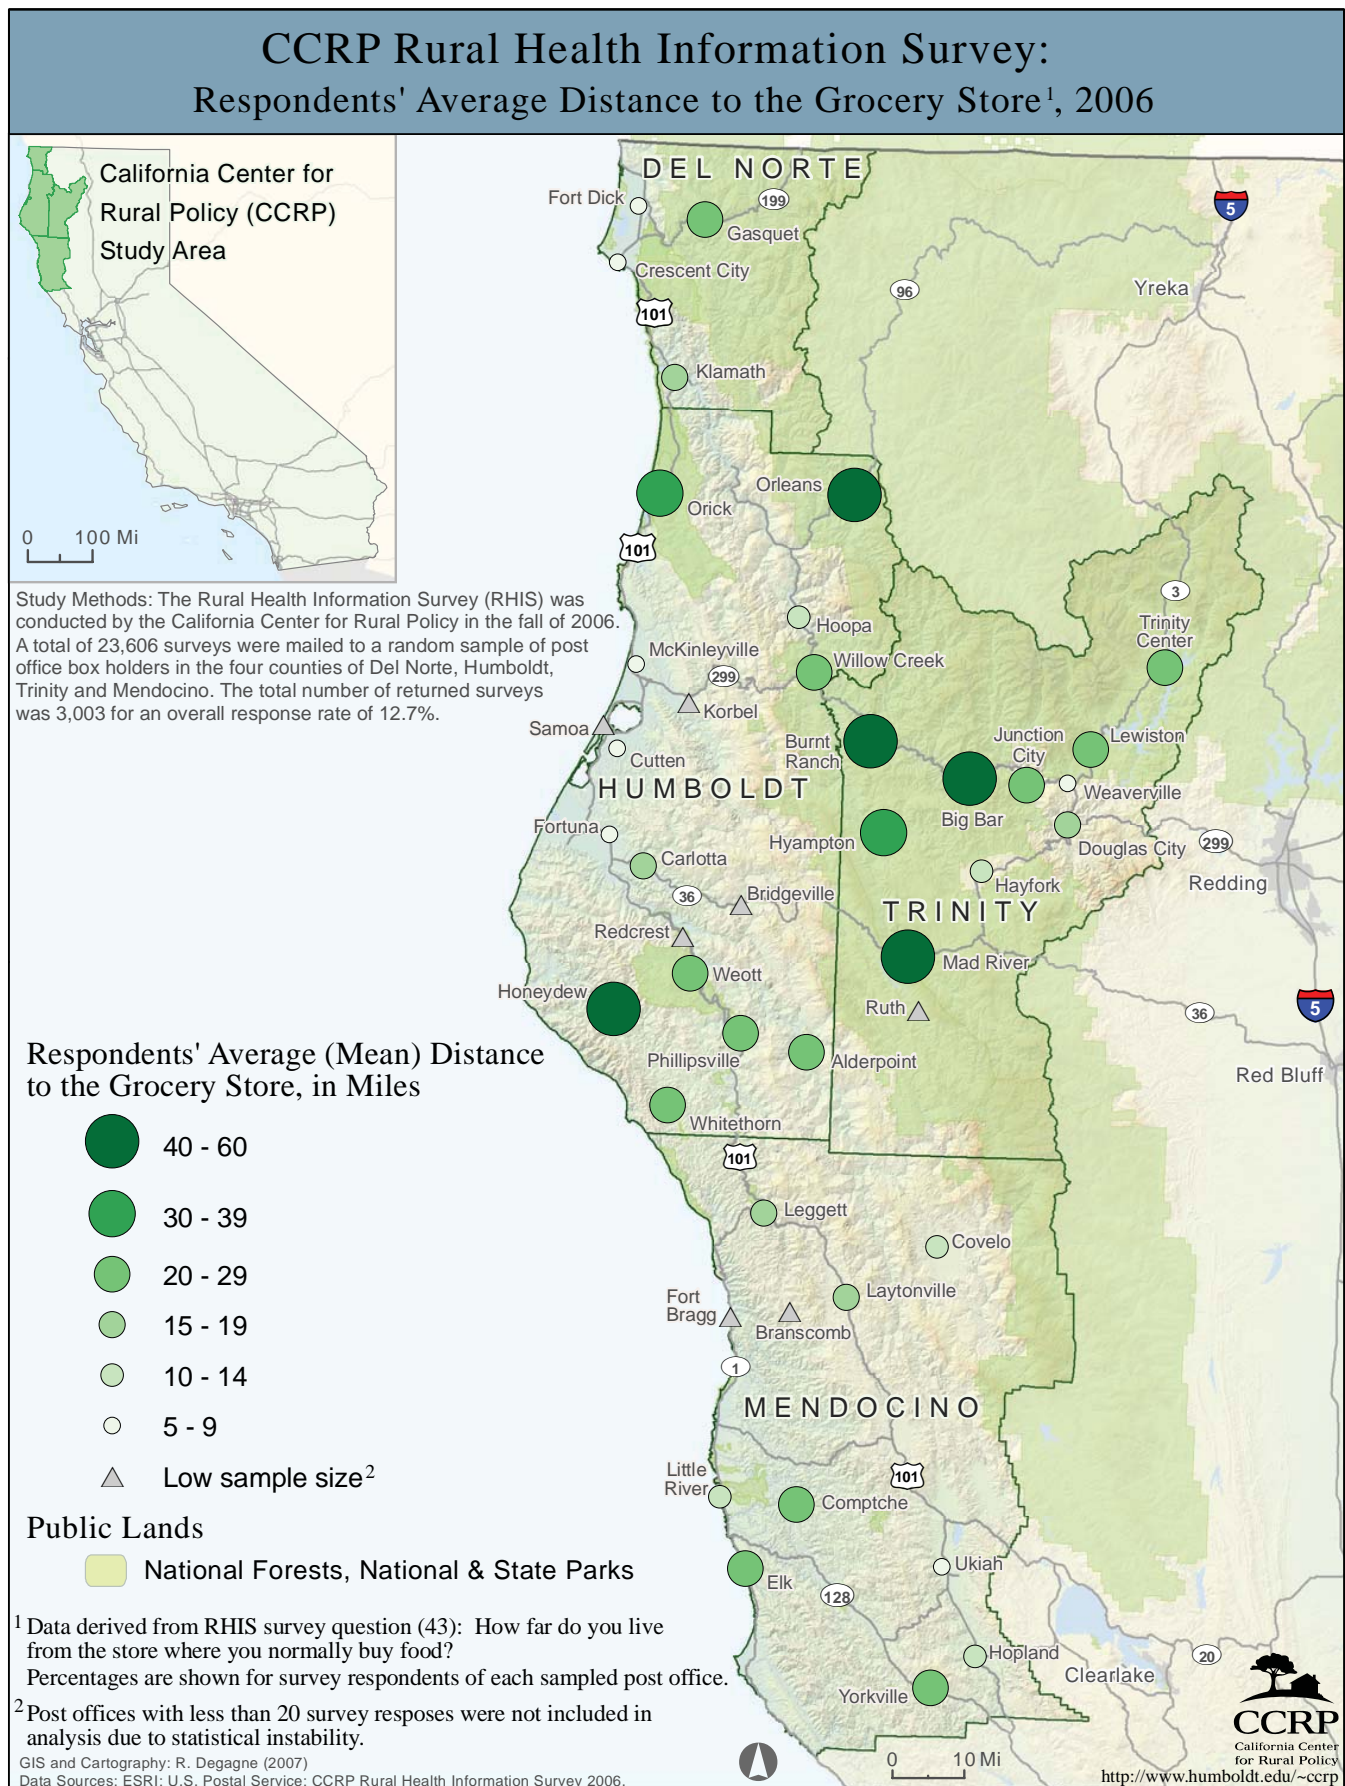 CCRP Rural Health Information Survey:
Respondents' Average Distance to the Grocery Store¹, 2006
California Center for
Rural Policy (CCRP)
Study Area
0 100 Mi
Study Methods: The Rural Health Information Survey (RHIS) was
conducted by the California Center for Rural Policy in the fall of 2006.
A total of 23,606 surveys were mailed to a random sample of post
office box holders in the four counties of Del Norte, Humboldt,
Trinity and Mendocino. The total number of returned surveys
was 3,003 for an overall response rate of 12.7%.
DEL NORTE
Fort Dick
199
5
Gasquet
Crescent City
96
Yreka
101
Klamath
Orleans
Orick
101
3
Hoopa
Trinity
Center
McKinleyville
Willow Creek
299
Korbel
Samoa
Burnt
Ranch
Junction
City
Lewiston
Cutten
HUMBOLDT
Weaverville
Big Bar
Fortuna
Hyampton
Douglas City
299
Carlotta
Redding
Hayfork
36
Bridgeville
TRINITY
Redcrest
Mad River
Weott
Honeydew
Ruth
36
5
Phillipsville
Alderpoint
Red Bluff
Whitethorn
101
Leggett
Covelo
Laytonville
Fort
Bragg
Branscomb
1
MENDOCINO
Little
River
101
Comptche
Ukiah
Elk
128
Hopland
20
Clearlake
Yorkville
Respondents' Average (Mean) Distance
to the Grocery Store, in Miles
40 - 60
30 - 39
20 - 29
15 - 19
10 - 14
5 - 9
Low sample size²
Public Lands
National Forests, National & State Parks
¹ Data derived from RHIS survey question (43): How far do you live
from the store where you normally buy food?
Percentages are shown for survey respondents of each sampled post office.
² Post offices with less than 20 survey resposes were not included in
analysis due to statistical instability.
GIS and Cartography: R. Degagne (2007)
Data Sources: ESRI; U.S. Postal Service; CCRP Rural Health Information Survey 2006.
0 10 Mi
CCRP
California Center
for Rural Policy
http://www.humboldt.edu/~ccrp